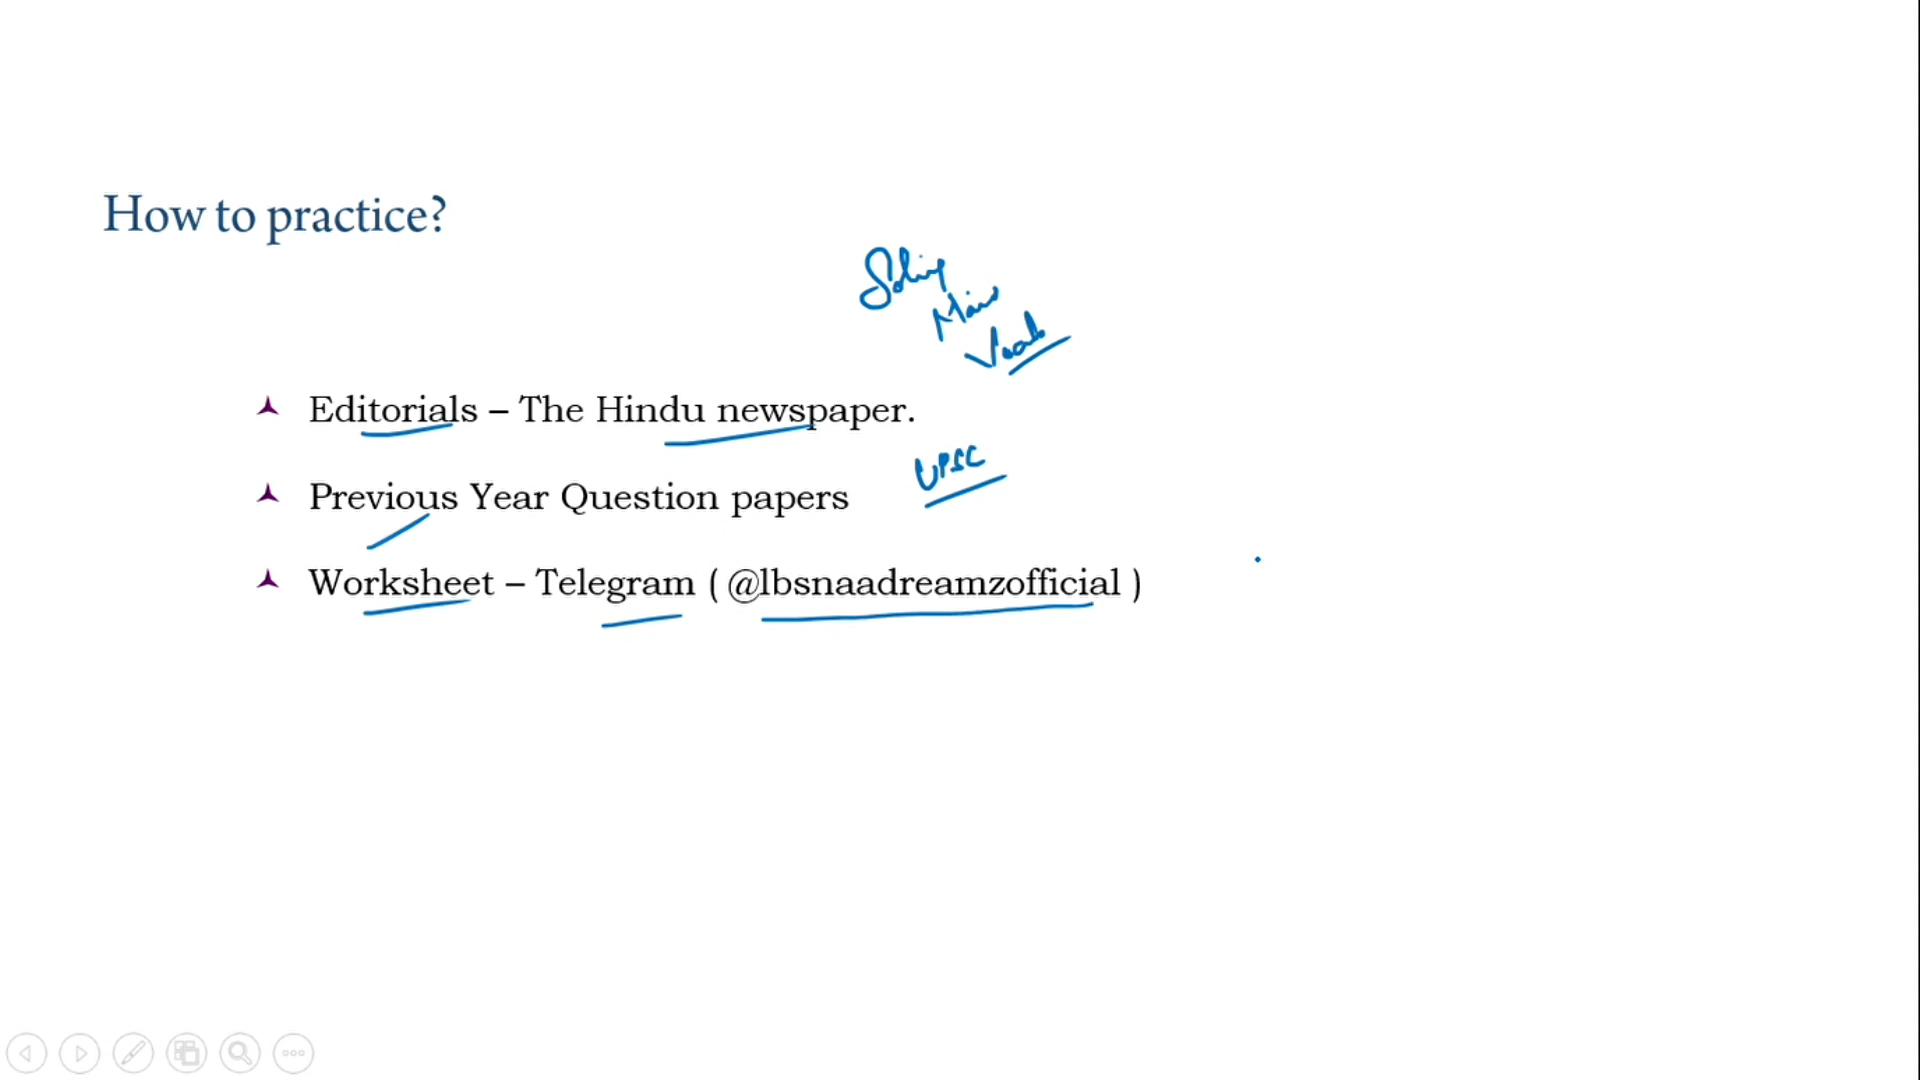 How to practice?
Editorials – The Hindu newspaper.
UPSC
Previous Year Question papers
Worksheet – Telegram ( @lbsnaadreamzofficial )